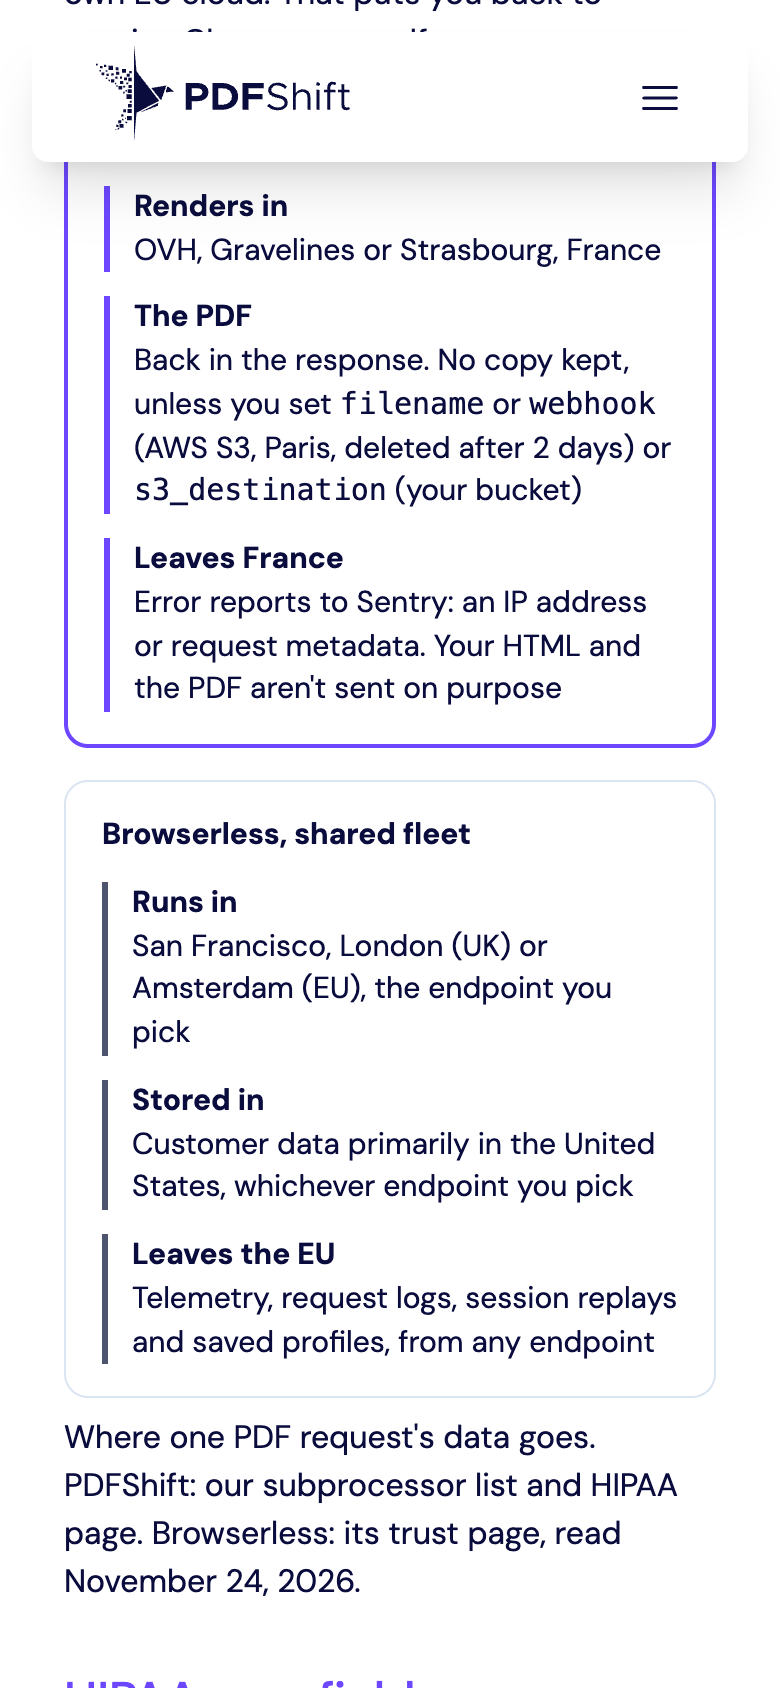 PDFShift
Renders in
OVH, Gravelines or Strasbourg, France
The PDF
Back in the response. No copy kept,
unless you set filename or webhook
(AWS S3, Paris, deleted after 2 days) or
s3_destination (your bucket)
Leaves France
Error reports to Sentry: an IP address
or request metadata. Your HTML and
the PDF aren't sent on purpose
Browserless, shared fleet
Runs in
San Francisco, London (UK) or
Amsterdam (EU), the endpoint you
pick
Stored in
Customer data primarily in the United
States, whichever endpoint you pick
Leaves the EU
Telemetry, request logs, session replays
and saved profiles, from any endpoint
Where one PDF request's data goes.
PDFShift: our subprocessor list and HIPAA
page. Browserless: its trust page, read
November 24, 2026.